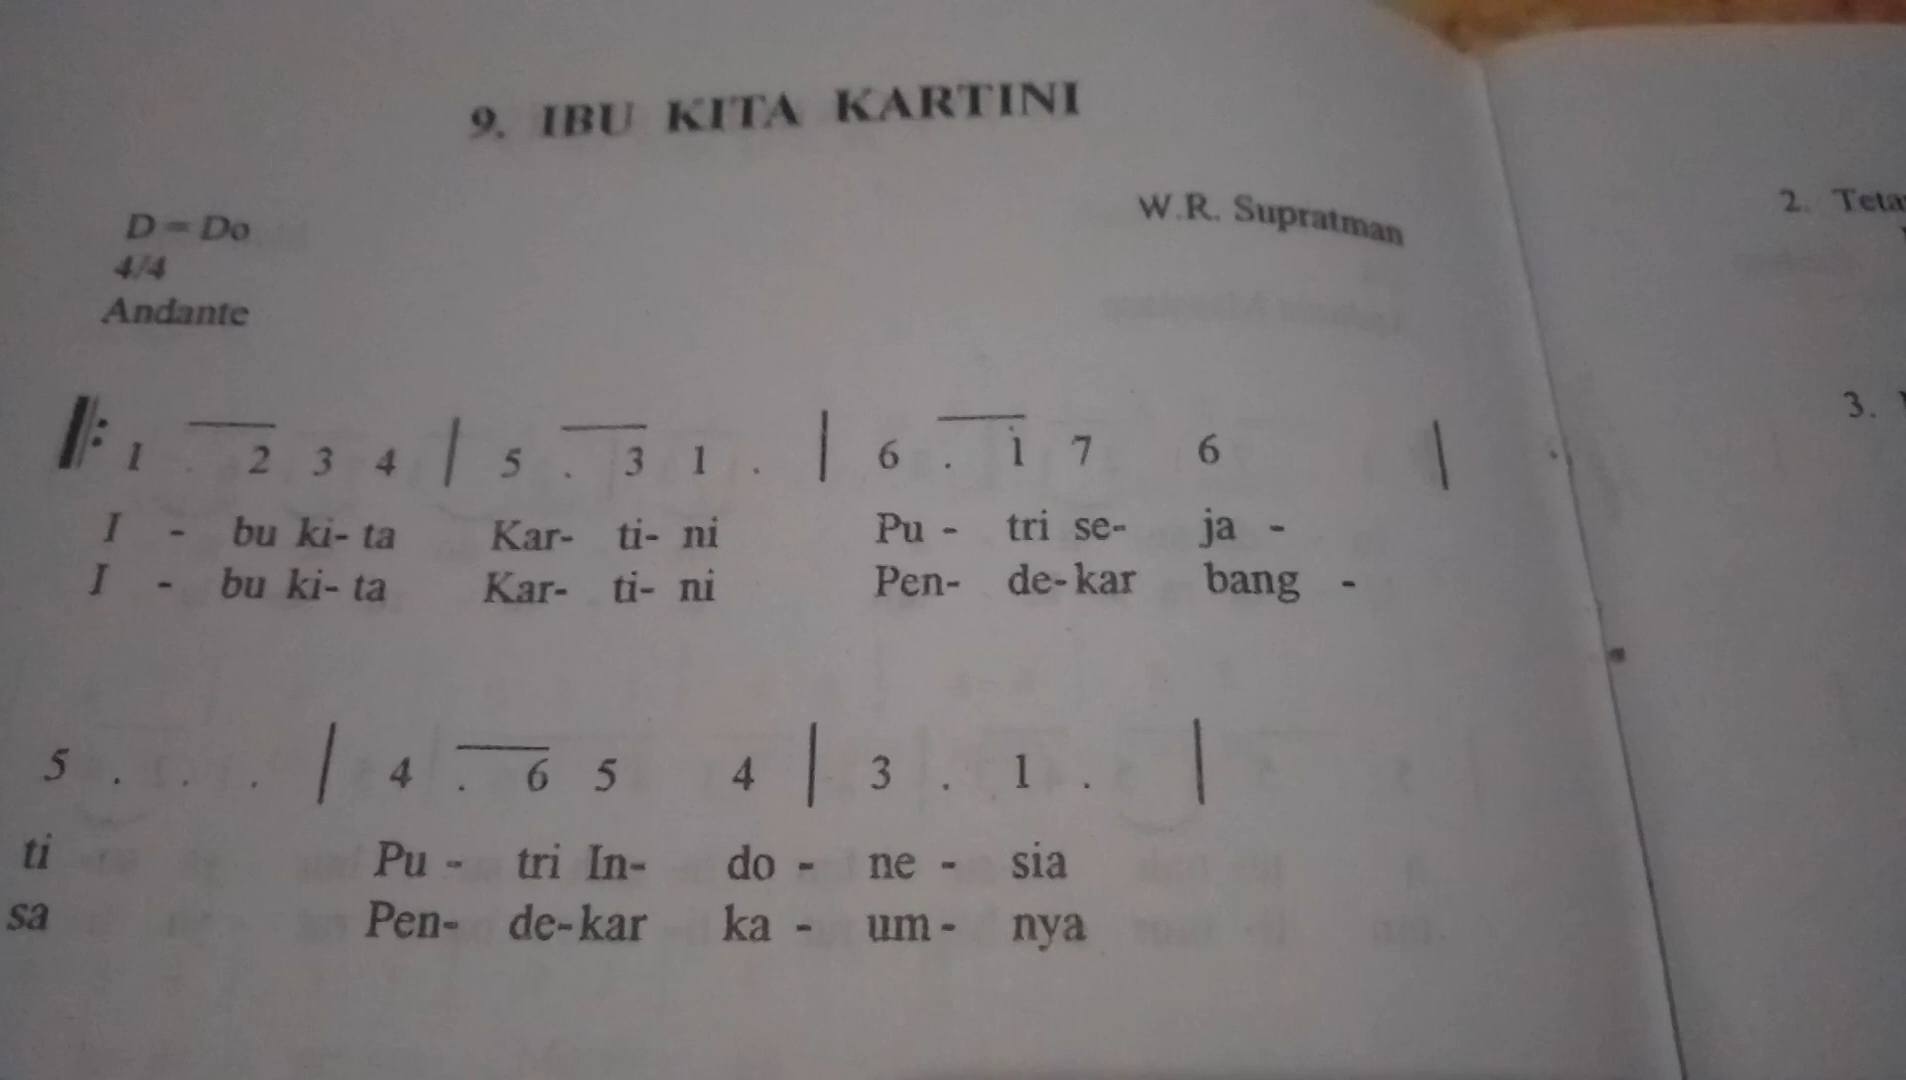 9. IBU KITA KARTINI
D = Do
W.R. Supratman
4/4
Andante
‖: 1 . 2 3 4 | 5 . 3 1 . | 6 . 1̇ 7 6 |
I - bu ki- ta Kar- ti- ni Pu - tri se- ja -
I - bu ki- ta Kar- ti- ni Pen- de-kar bang -
5 . . . | 4 . 6 5 4 | 3 . 1 . |
ti Pu - tri In- do - ne - sia
sa Pen- de-kar ka - um - nya
2.
3.